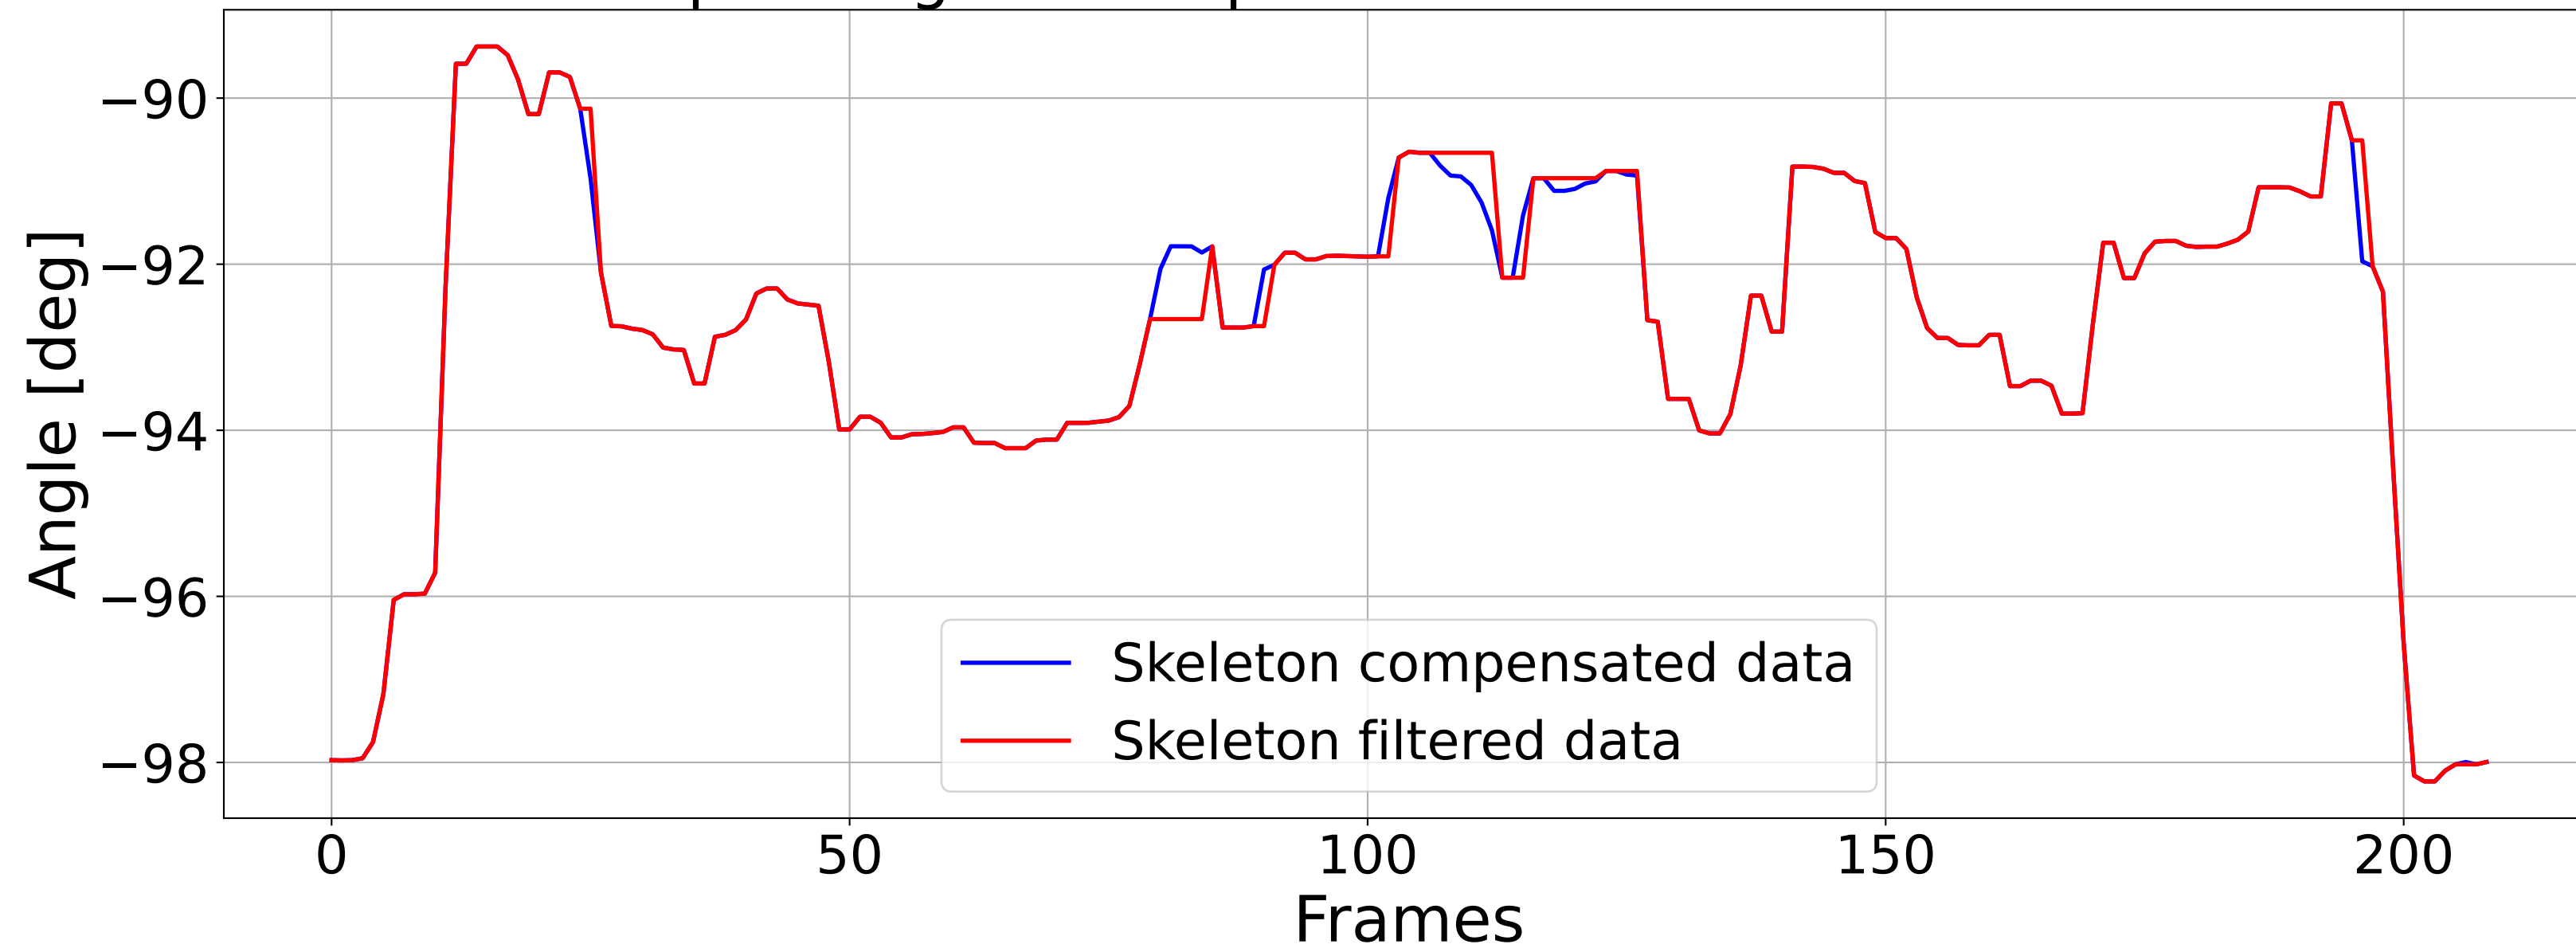 Angle [deg]
−90
−92
−94
−96
−98
Skeleton compensated data
Skeleton filtered data
0 50 100 150 200
Frames